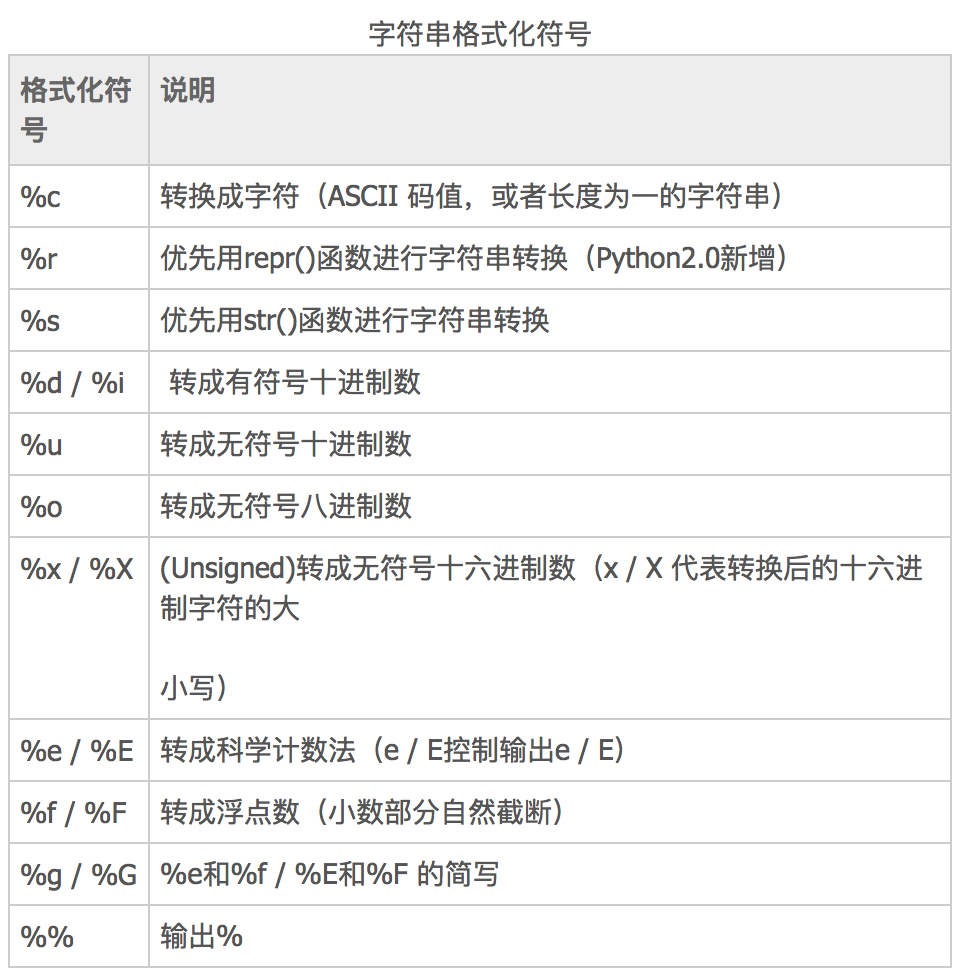 字符串格式化符号
格式化符
号
说明
%c
转换成字符（ASCII 码值，或者长度为一的字符串）
%r
优先用repr()函数进行字符串转换（Python2.0新增）
%s
优先用str()函数进行字符串转换
%d / %i
转成有符号十进制数
%u
转成无符号十进制数
%o
转成无符号八进制数
%x / %X
(Unsigned)转成无符号十六进制数（x / X 代表转换后的十六进
制字符的大
小写）
%e / %E
转成科学计数法（e / E控制输出e / E）
%f / %F
转成浮点数（小数部分自然截断）
%g / %G
%e和%f / %E和%F 的简写
%%
输出%